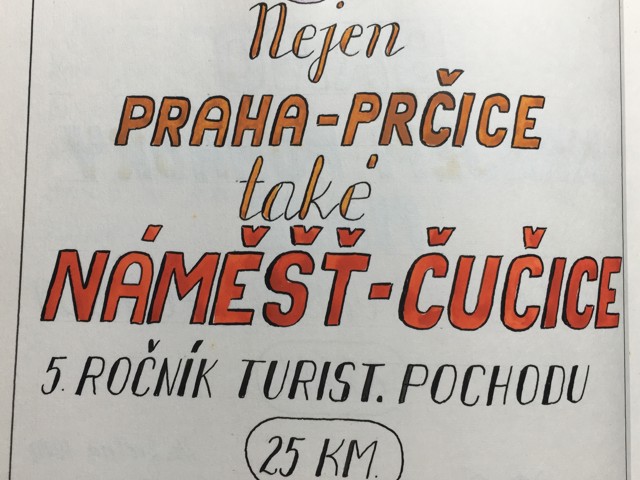 Nejen
PRAHA-PRČICE
také
NÁMĚŠŤ-ČUČICE
5. ROČNÍK TURIST. POCHODU
25 KM.